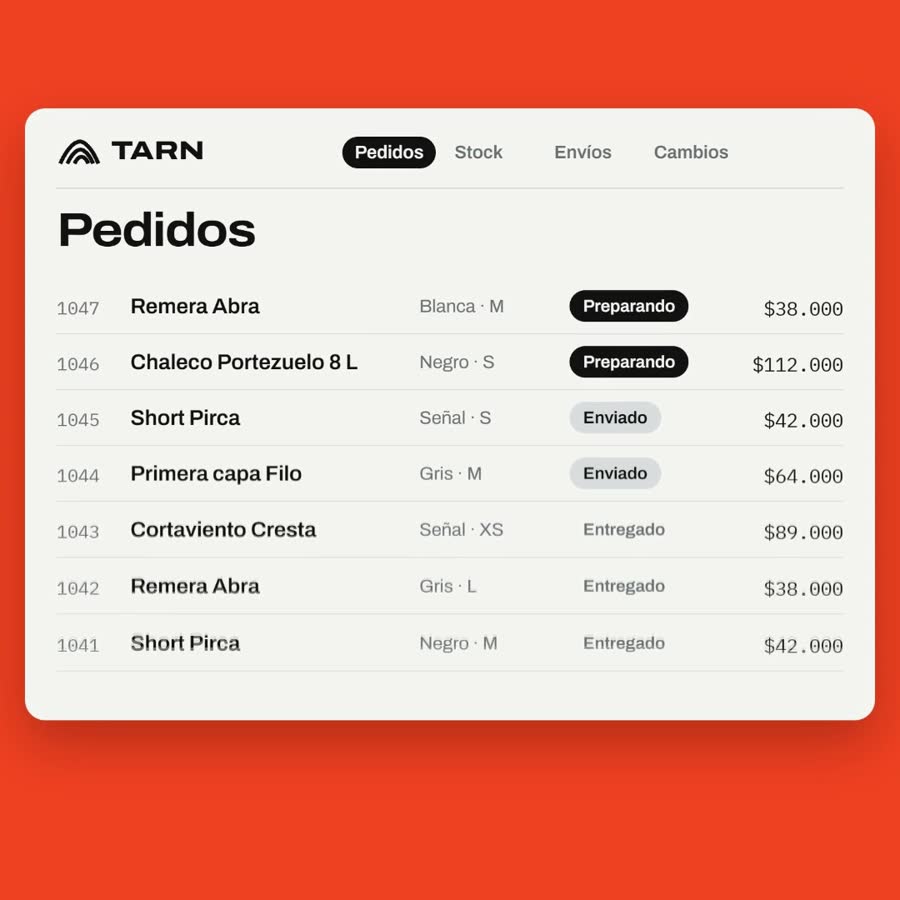 TARN Pedidos Stock Envíos Cambios
Pedidos
1047 Remera Abra Blanca · M Preparando $38.000
1046 Chaleco Portezuelo 8 L Negro · S Preparando $112.000
1045 Short Pirca Señal · S Enviado $42.000
1044 Primera capa Filo Gris · M Enviado $64.000
1043 Cortaviento Cresta Señal · XS Entregado $89.000
1042 Remera Abra Gris · L Entregado $38.000
1041 Short Pirca Negro · M Entregado $42.000